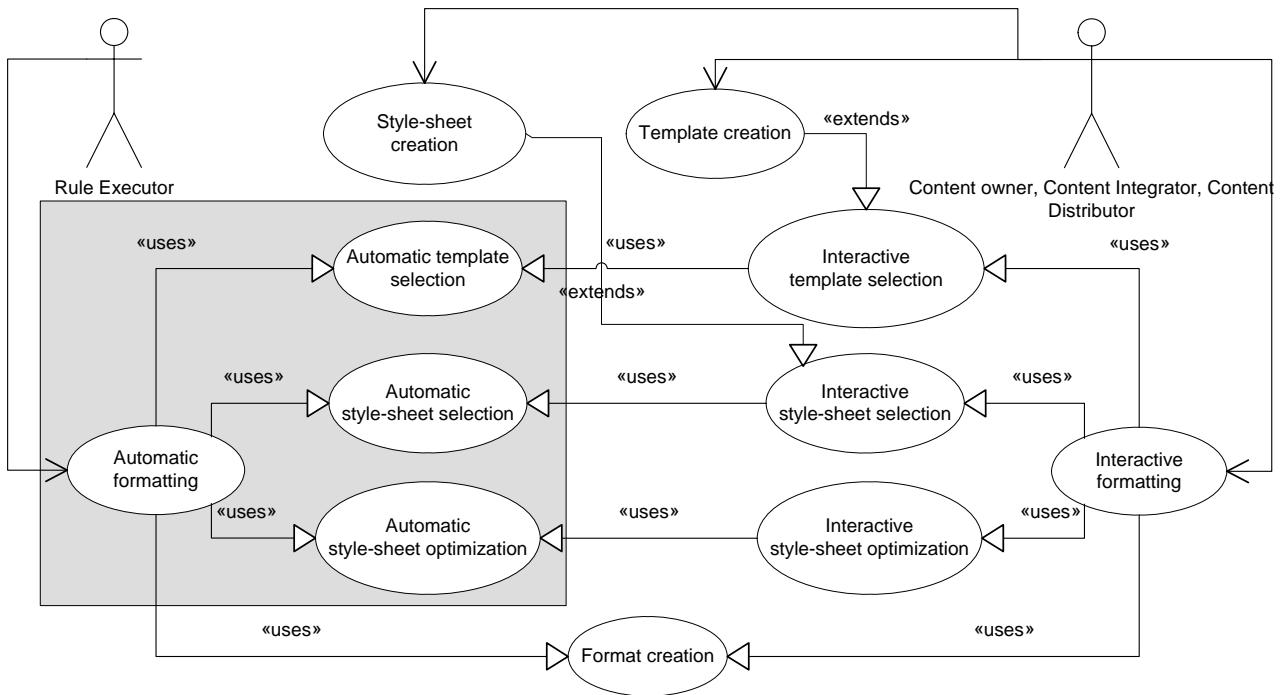 Style-sheet
creation
Template creation
«extends»
Rule Executor
Content owner, Content Integrator, Content
Distributor
«uses»
Automatic template
selection
«uses»
Interactive
template selection
«uses»
«extends»
«uses»
Automatic
style-sheet selection
«uses»
Interactive
style-sheet selection
«uses»
Automatic
formatting
Interactive
formatting
«uses»
Automatic
style-sheet optimization
«uses»
Interactive
style-sheet optimization
«uses»
«uses»
Format creation
«uses»